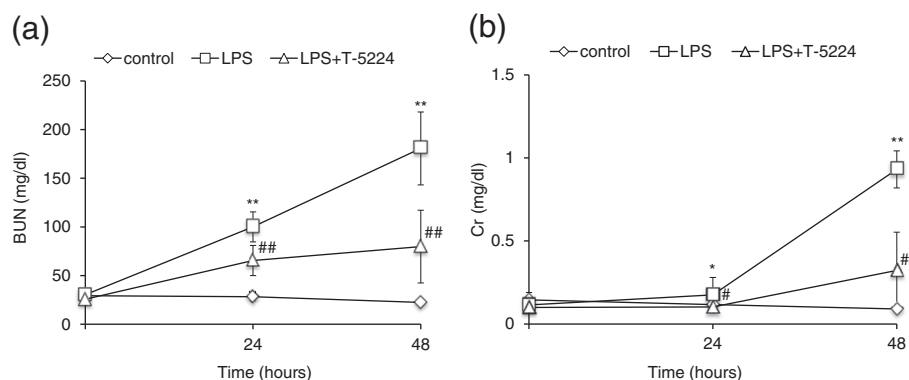 (a)
control LPS LPS+T-5224
250
200
150
100
50
0
BUN (mg/dl)
**
**
##
##
24
48
Time (hours)
(b)
control LPS LPS+T-5224
1.5
1
0.5
0
Cr (mg/dl)
*
#
**
#
24
48
Time (hours)